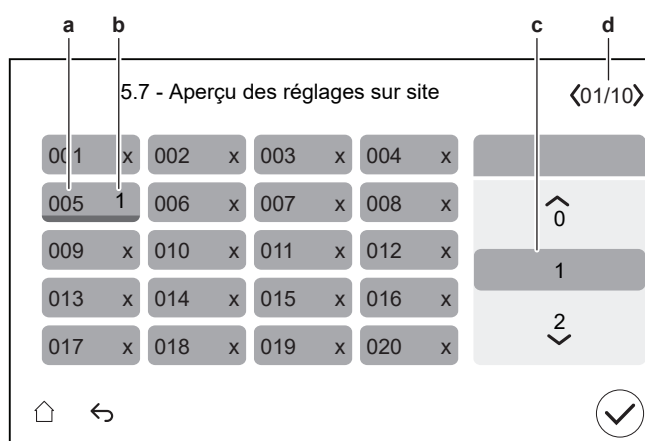 a b c d
5.7 - Aperçu des réglages sur site 01/10
001 x 002 x 003 x 004 x
005 1 006 x 007 x 008 x
0
009 x 010 x 011 x 012 x
1
013 x 014 x 015 x 016 x
2
017 x 018 x 019 x 020 x